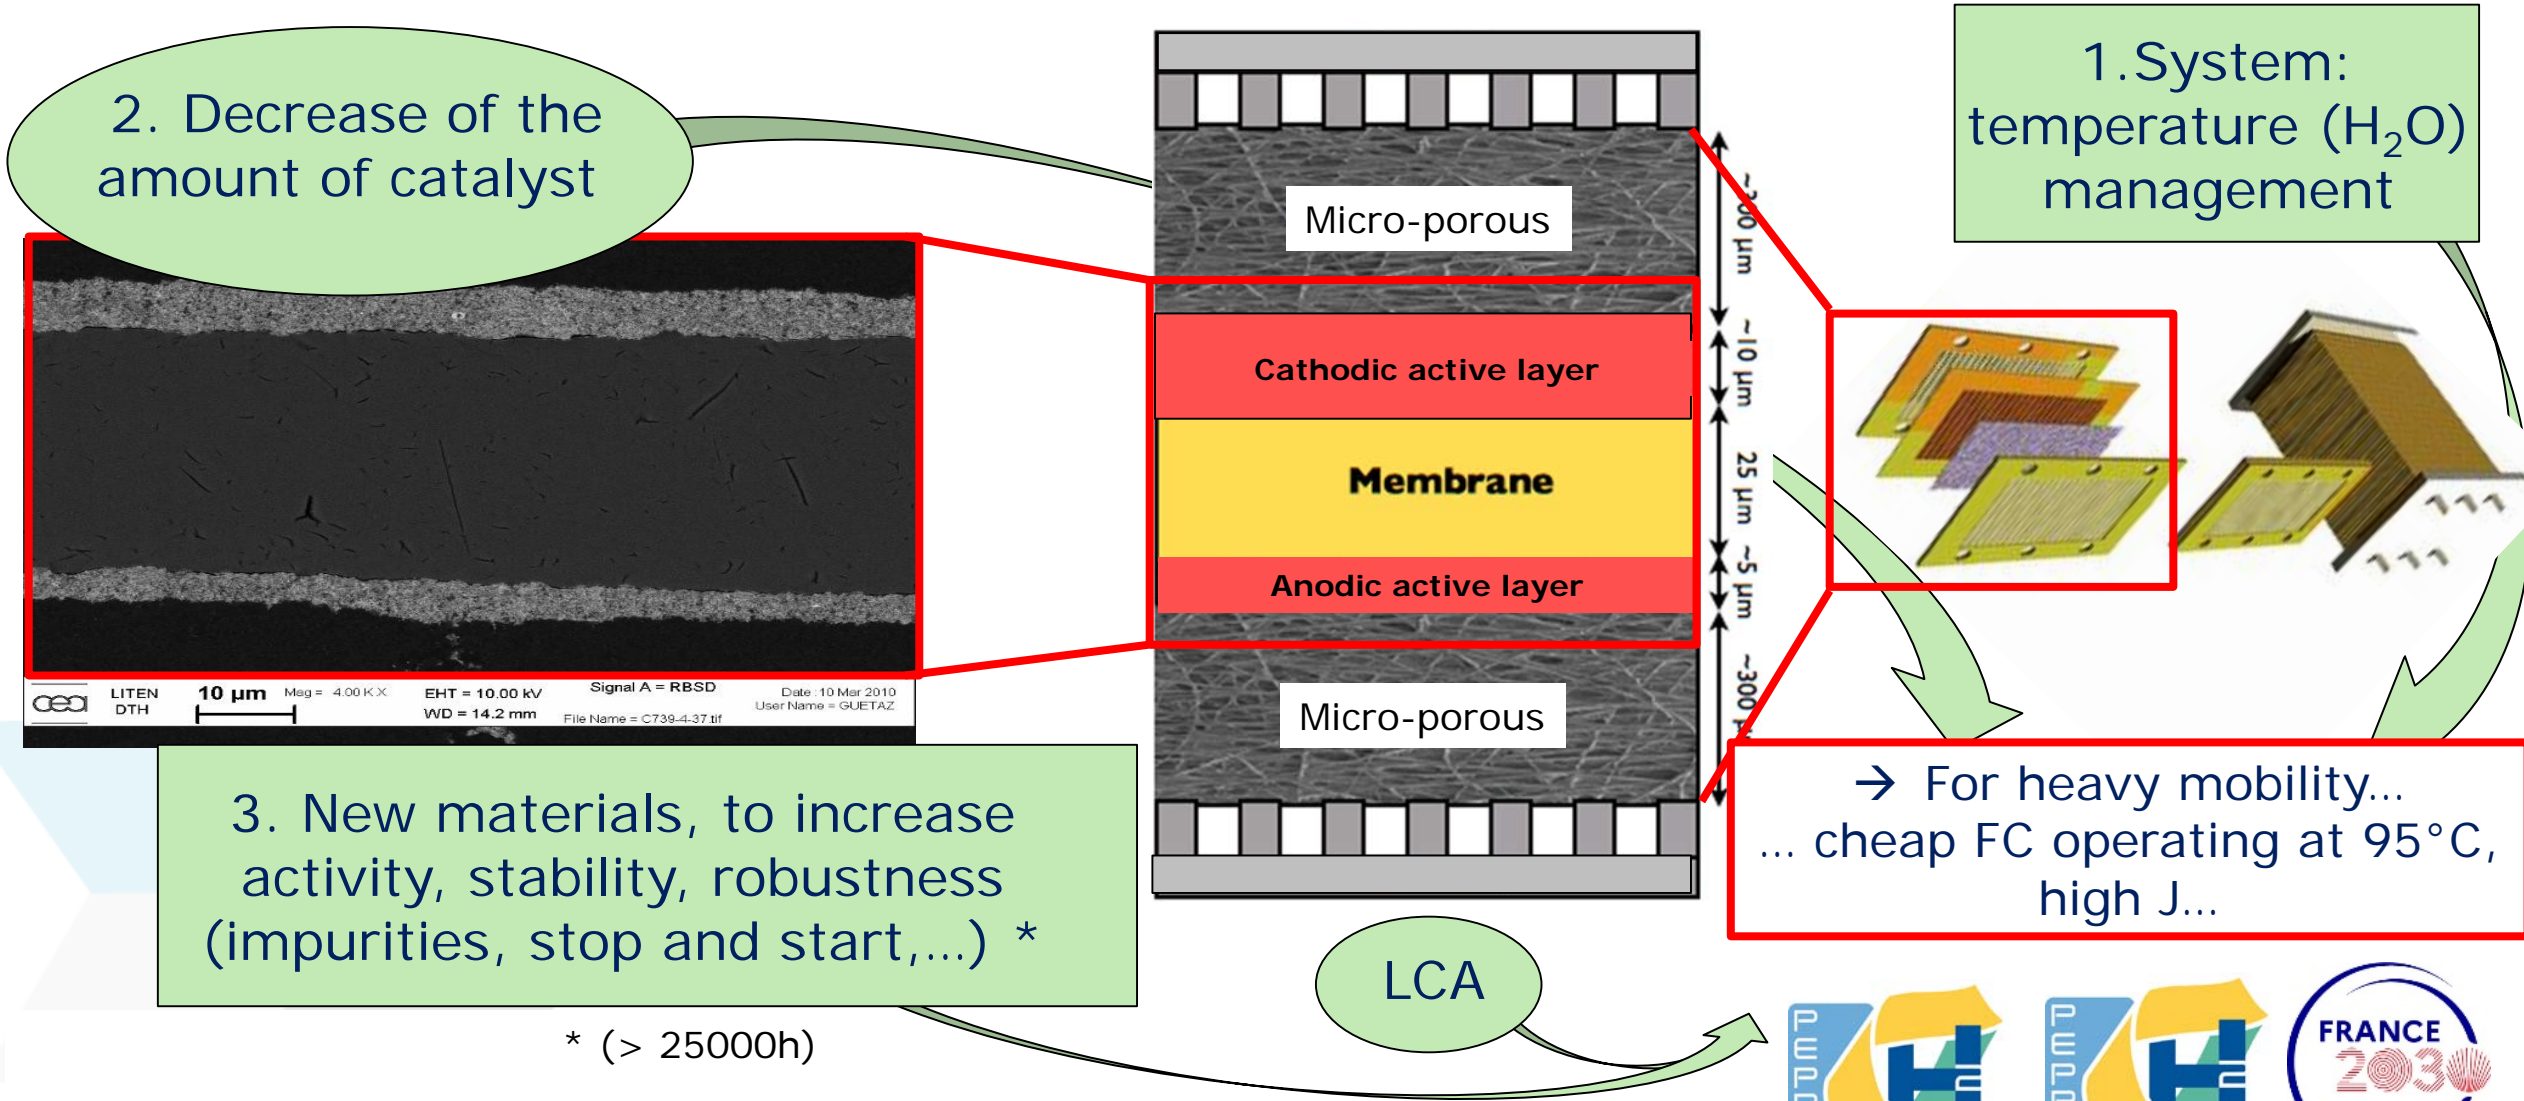 2. Decrease of the
amount of catalyst
1.System:
temperature (H₂O)
management
Micro-porous
Cathodic active layer
Membrane
Anodic active layer
Micro-porous
~10 µm
25 µm
~5 µm
~300
cea
LITEN
DTH
10 µm
Mag = 4.00 K X
EHT = 10.00 kV
WD = 14.2 mm
Signal A = RBSD
File Name = C739-4-37.tif
Date :10 Mar 2010
User Name = GUETAZ
3. New materials, to increase
activity, stability, robustness
(impurities, stop and start,...) *
* (> 25000h)
→ For heavy mobility...
... cheap FC operating at 95°C,
high J...
LCA
FRANCE
2030